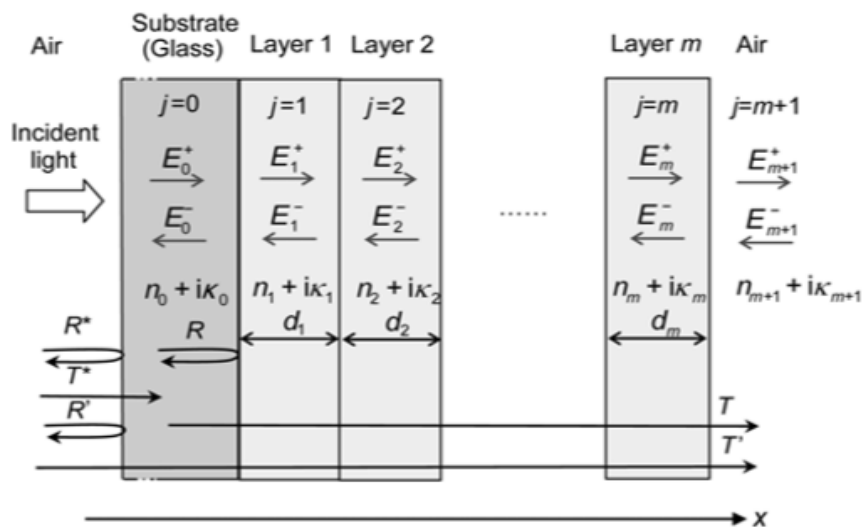 Air Substrate (Glass) Layer 1 Layer 2 Layer m Air
j=0 j=1 j=2 j=m j=m+1
Incident light
E₀⁺ E₁⁺ E₂⁺ Eₘ⁺ Eₘ₊₁⁺
E₀⁻ E₁⁻ E₂⁻ ...... Eₘ⁻ Eₘ₊₁⁻
n₀ + iκ₀ n₁ + iκ₁ n₂ + iκ₂ nₘ + iκₘ nₘ₊₁ + iκₘ₊₁
R* R d₁ d₂ dₘ
T*
R' T
T'
x